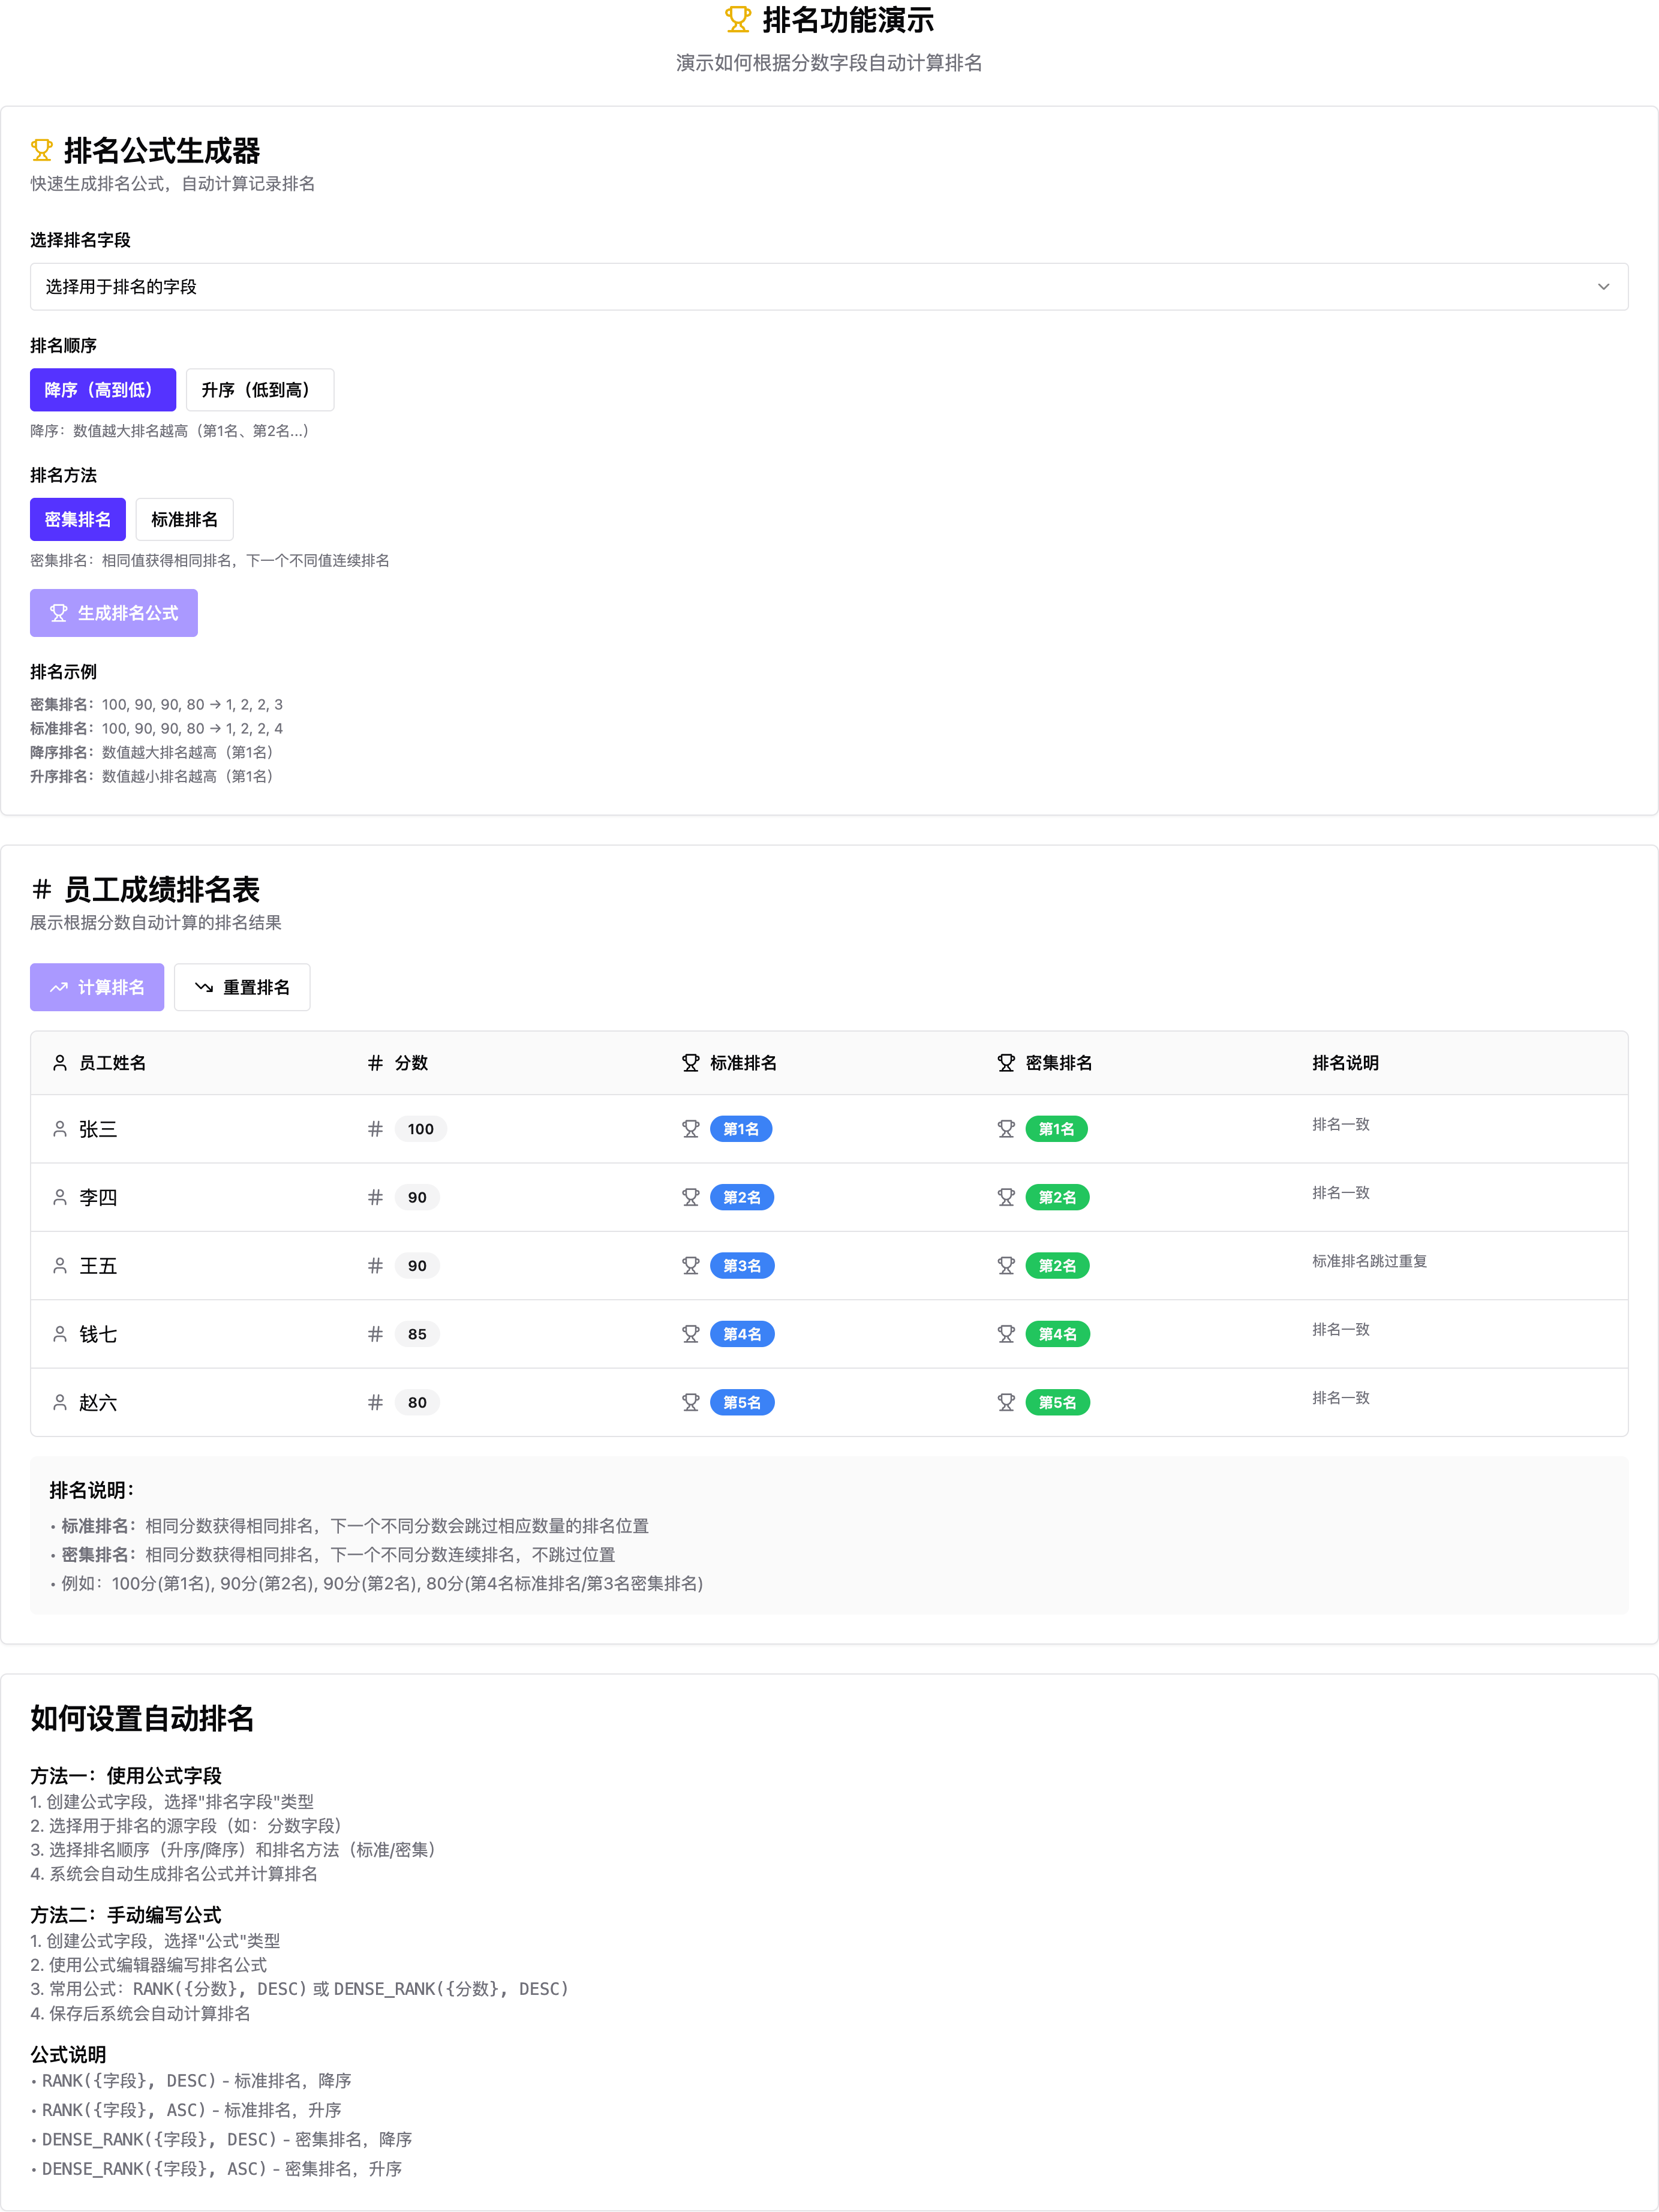 排名功能演示
演示如何根据分数字段自动计算排名
排名公式生成器
快速生成排名公式，自动计算记录排名
选择排名字段
选择用于排名的字段
排名顺序
降序（高到低） 升序（低到高）
降序：数值越大排名越高（第1名、第2名...）
排名方法
密集排名 标准排名
密集排名：相同值获得相同排名，下一个不同值连续排名
生成排名公式
排名示例
密集排名：100, 90, 90, 80 → 1, 2, 2, 3
标准排名：100, 90, 90, 80 → 1, 2, 2, 4
降序排名：数值越大排名越高（第1名）
升序排名：数值越小排名越高（第1名）
# 员工成绩排名表
展示根据分数自动计算的排名结果
计算排名 重置排名
员工姓名 # 分数 标准排名 密集排名 排名说明
张三 # 100 第1名 第1名 排名一致
李四 # 90 第2名 第2名 排名一致
王五 # 90 第3名 第2名 标准排名跳过重复
钱七 # 85 第4名 第4名 排名一致
赵六 # 80 第5名 第5名 排名一致
排名说明：
• 标准排名：相同分数获得相同排名，下一个不同分数会跳过相应数量的排名位置
• 密集排名：相同分数获得相同排名，下一个不同分数连续排名，不跳过位置
• 例如：100分(第1名), 90分(第2名), 90分(第2名), 80分(第4名标准排名/第3名密集排名)
如何设置自动排名
方法一：使用公式字段
1. 创建公式字段，选择"排名字段"类型
2. 选择用于排名的源字段（如：分数字段）
3. 选择排名顺序（升序/降序）和排名方法（标准/密集）
4. 系统会自动生成排名公式并计算排名
方法二：手动编写公式
1. 创建公式字段，选择"公式"类型
2. 使用公式编辑器编写排名公式
3. 常用公式：RANK({分数}, DESC) 或 DENSE_RANK({分数}, DESC)
4. 保存后系统会自动计算排名
公式说明
• RANK({字段}, DESC) - 标准排名，降序
• RANK({字段}, ASC) - 标准排名，升序
• DENSE_RANK({字段}, DESC) - 密集排名，降序
• DENSE_RANK({字段}, ASC) - 密集排名，升序